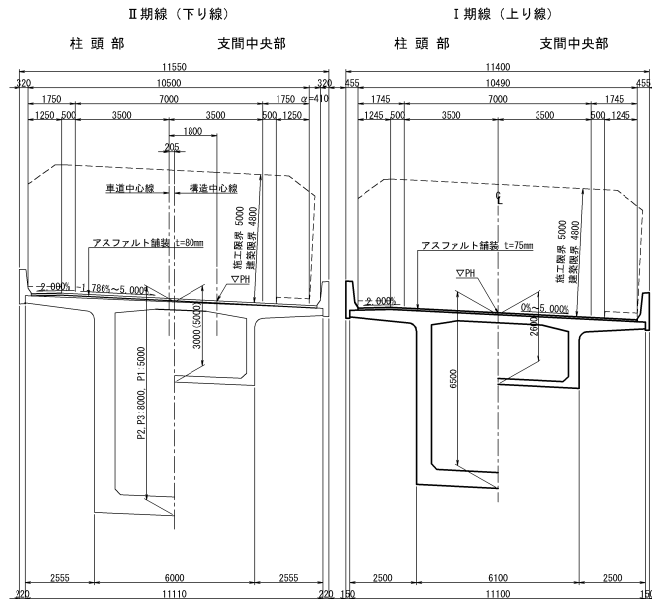 Ⅱ期線（下り線）
柱 頭 部 支間中央部
11550
320 10500 320
1750 7000 1750 α=410
1250 500 3500 3500 500 1250
1800
205
車道中心線 構造中心線
施工限界 5000
建築限界 4800
アスファルト舗装 t=80mm
▽PH
2.000% -1.786%～5.000%
3000(5000)
P2,P3:8000, P1:5000
2555 6000 2555
220 11110 220
Ⅰ期線（上り線）
柱 頭 部 支間中央部
11400
455 10490 455
1745 7000 1745
1245 500 3500 3500 500 1245
℄
施工限界 5000
建築限界 4800
アスファルト舗装 t=75mm
▽PH
2.000% 0%～5.000%
2600
6500
2500 6100 2500
150 11100 150